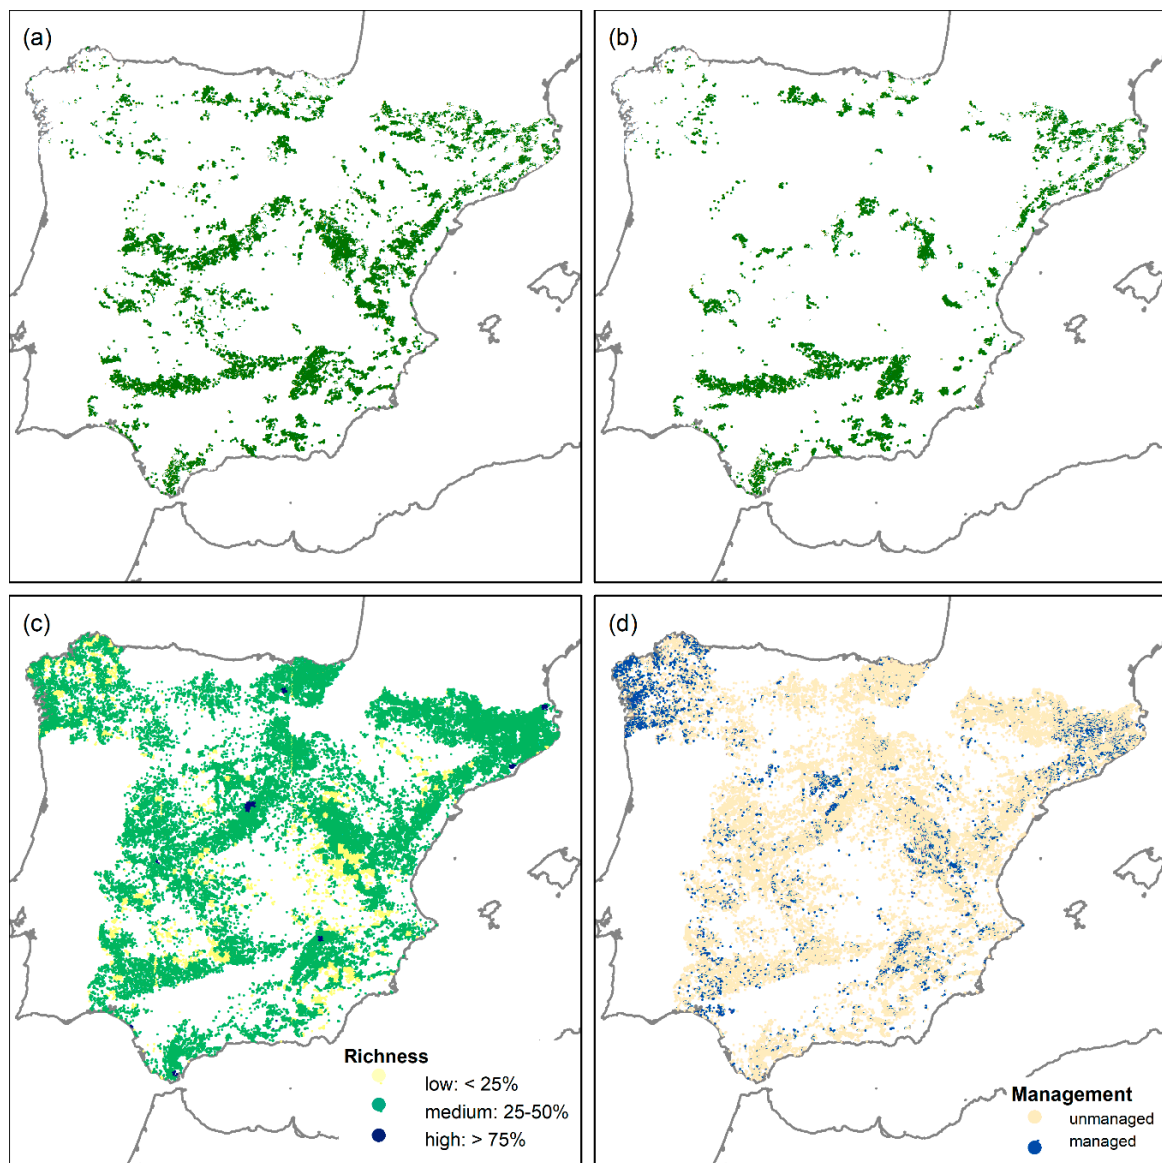 (a)
(b)
(c)
Richness
low: < 25%
medium: 25-50%
high: > 75%
(d)
Management
unmanaged
managed